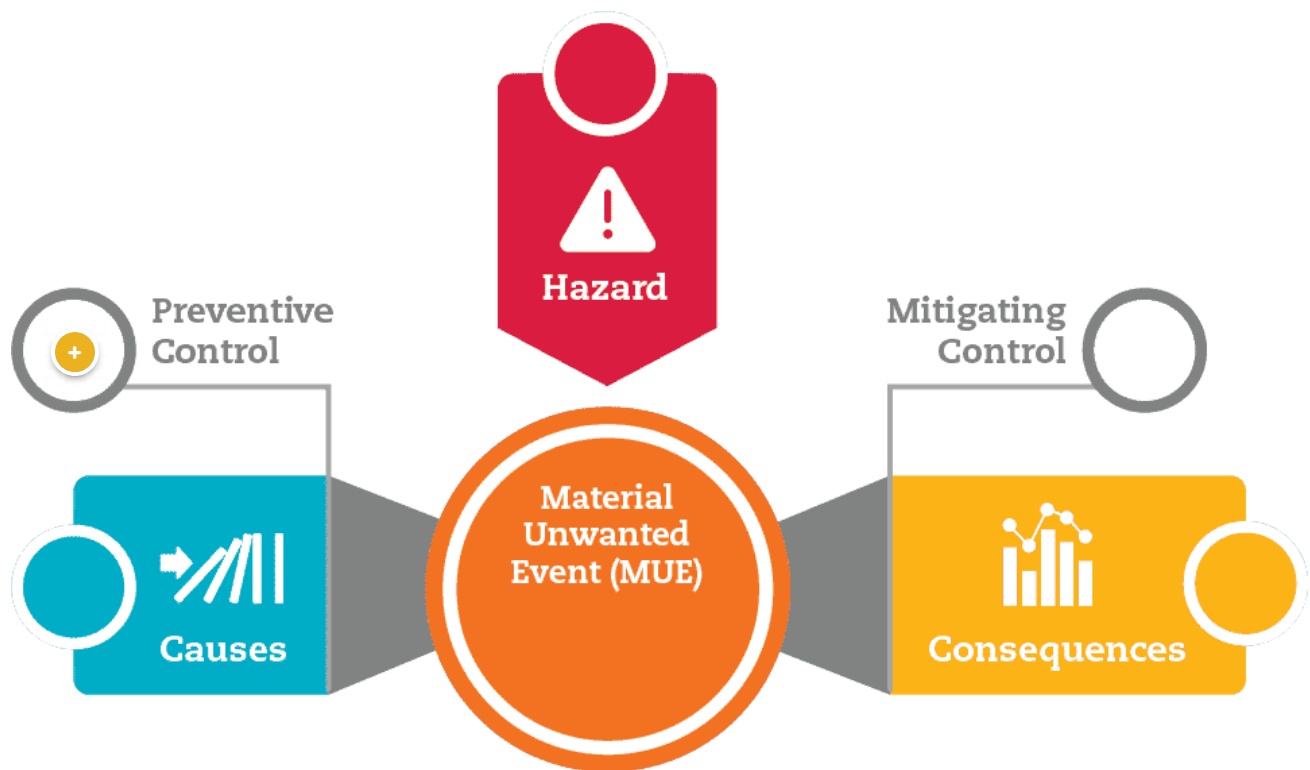 Hazard
Preventive
Control
Mitigating
Control
Material
Unwanted
Event (MUE)
Causes
Consequences